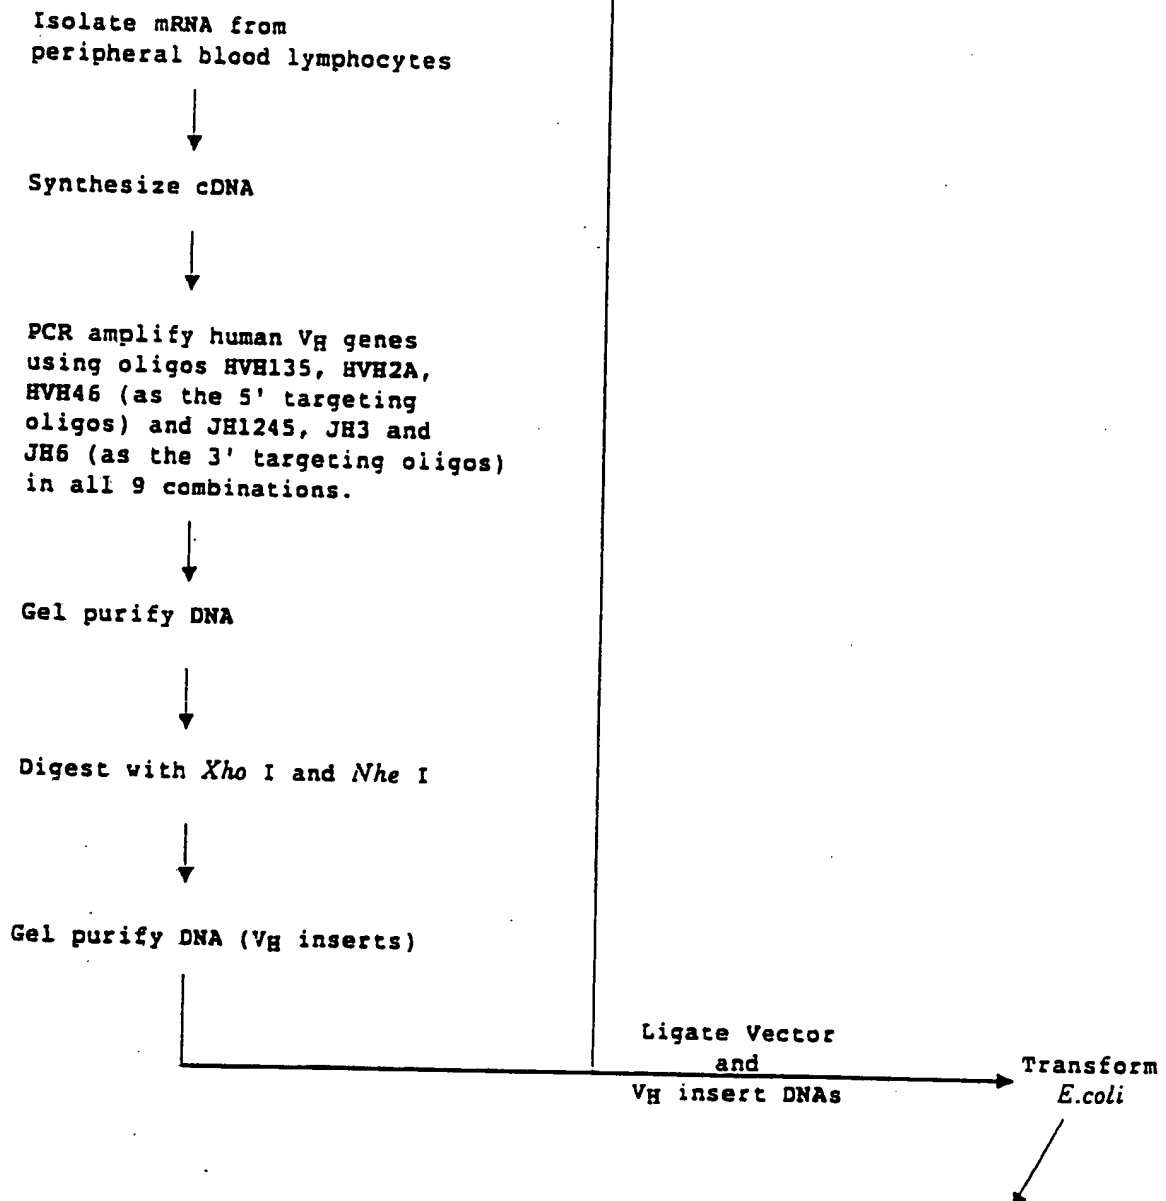 Isolate mRNA from
peripheral blood lymphocytes
Synthesize cDNA
PCR amplify human VH genes
using oligos HVH135, HVH2A,
HVH46 (as the 5' targeting
oligos) and JH1245, JH3 and
JH6 (as the 3' targeting oligos)
in all 9 combinations.
Gel purify DNA
Digest with Xho I and Nhe I
Gel purify DNA (VH inserts)
Ligate Vector
and
VH insert DNAs
Transform
E.coli